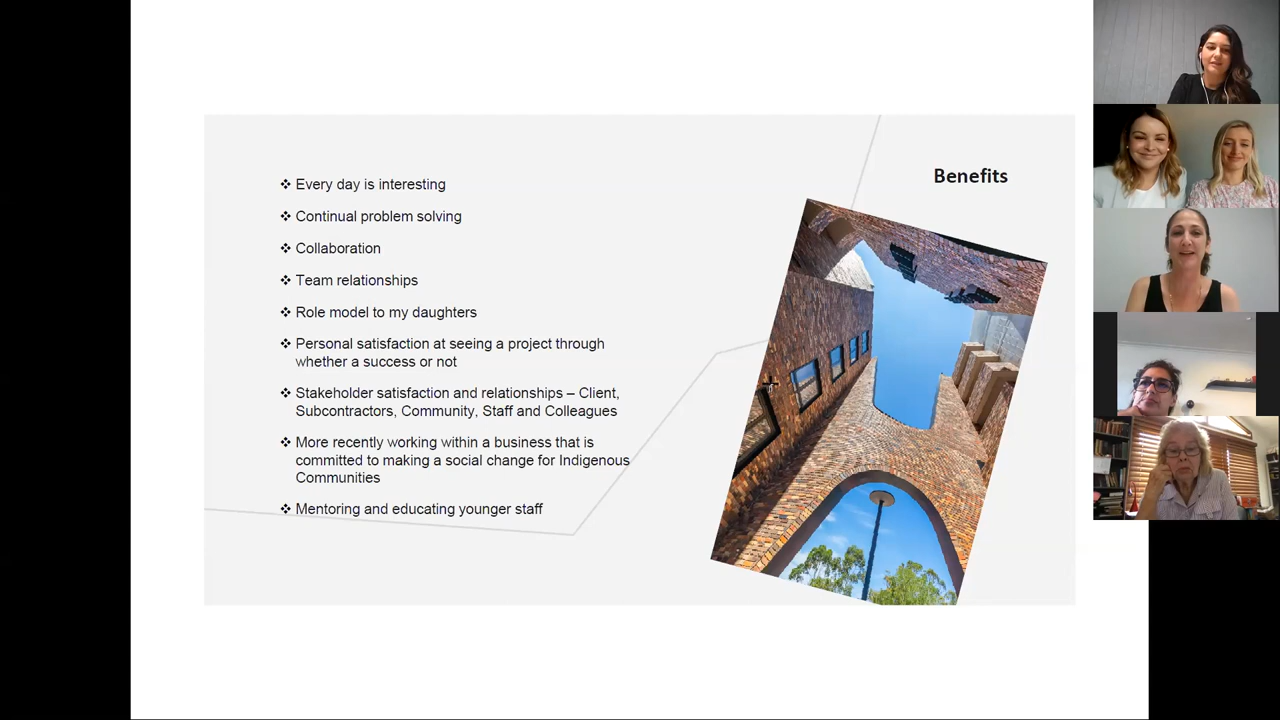 Benefits
❖ Every day is interesting
❖ Continual problem solving
❖ Collaboration
❖ Team relationships
❖ Role model to my daughters
❖ Personal satisfaction at seeing a project through
whether a success or not
❖ Stakeholder satisfaction and relationships – Client,
Subcontractors, Community, Staff and Colleagues
❖ More recently working within a business that is
committed to making a social change for Indigenous
Communities
❖ Mentoring and educating younger staff